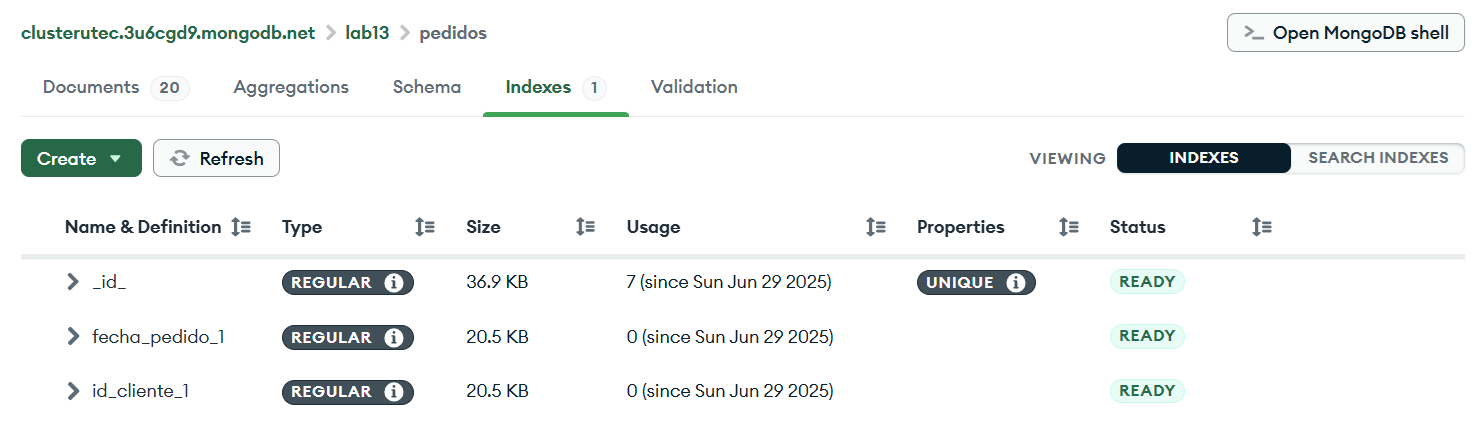 clusterutec.3u6cgd9.mongodb.net > lab13 > pedidos
>_ Open MongoDB shell
Documents 20 Aggregations Schema Indexes 1 Validation
Create Refresh VIEWING INDEXES SEARCH INDEXES
Name & Definition Type Size Usage Properties Status
_id_ REGULAR 36.9 KB 7 (since Sun Jun 29 2025) UNIQUE READY
fecha_pedido_1 REGULAR 20.5 KB 0 (since Sun Jun 29 2025) READY
id_cliente_1 REGULAR 20.5 KB 0 (since Sun Jun 29 2025) READY